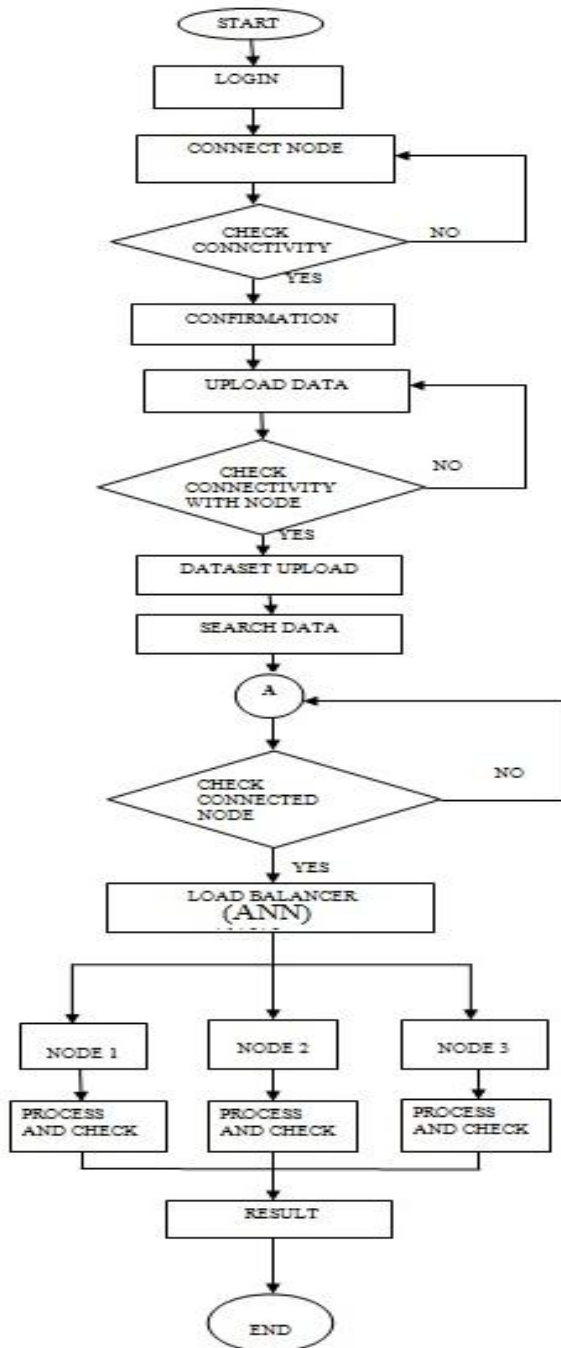 START
LOGIN
CONNECT NODE
CHECK
CONNCTIVITY
NO
YES
CONFIRMATION
UPLOAD DATA
CHECK
CONNECTIVITY
WITH NODE
NO
YES
DATASET UPLOAD
SEARCH DATA
A
CHECK
CONNECTED
NODE
NO
YES
LOAD BALANCER
(ANN)
NODE 1
NODE 2
NODE 3
PROCESS
AND CHECK
PROCESS
AND CHECK
PROCESS
AND CHECK
RESULT
END